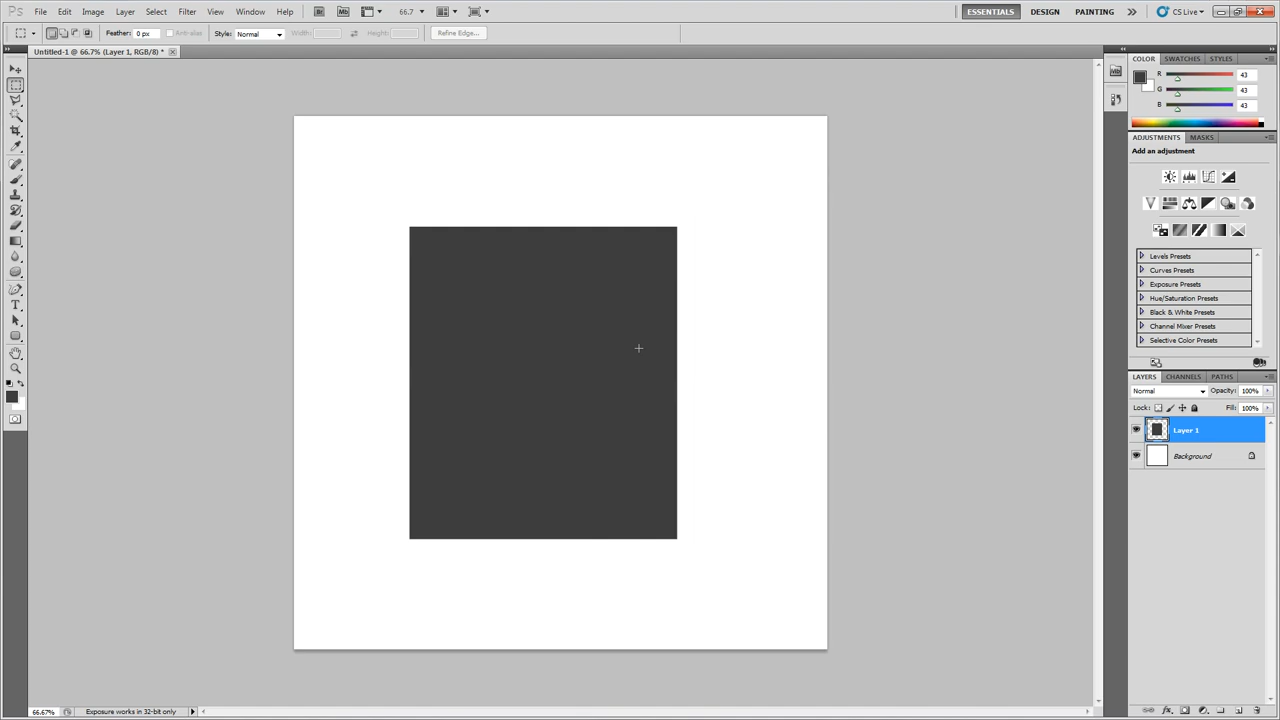 Ps File Edit Image Layer Select Filter View Window Help Mb 66.7 ESSENTIALS DESIGN PAINTING CS Live
Feather: 0 px Anti-alias Style: Normal Width: Height: Refine Edge...
Untitled-1 @ 66.7% (Layer 1, RGB/8) *
COLOR SWATCHES STYLES
R 43
G 43
B 43
ADJUSTMENTS MASKS
Add an adjustment
Levels Presets
Curves Presets
Exposure Presets
Hue/Saturation Presets
Black & White Presets
Channel Mixer Presets
Selective Color Presets
LAYERS CHANNELS PATHS
Normal Opacity: 100%
Lock: Fill: 100%
Layer 1
Background
66.67% Exposure works in 32-bit only